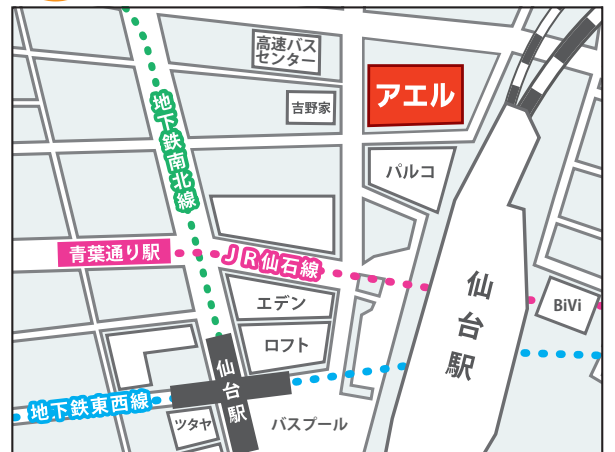 高速バス
センター
アエル
吉野家
地下鉄南北線
パルコ
青葉通り駅
JR仙石線
仙台駅
BiVi
エデン
ロフト
仙台駅
地下鉄東西線
ツタヤ
バスプール